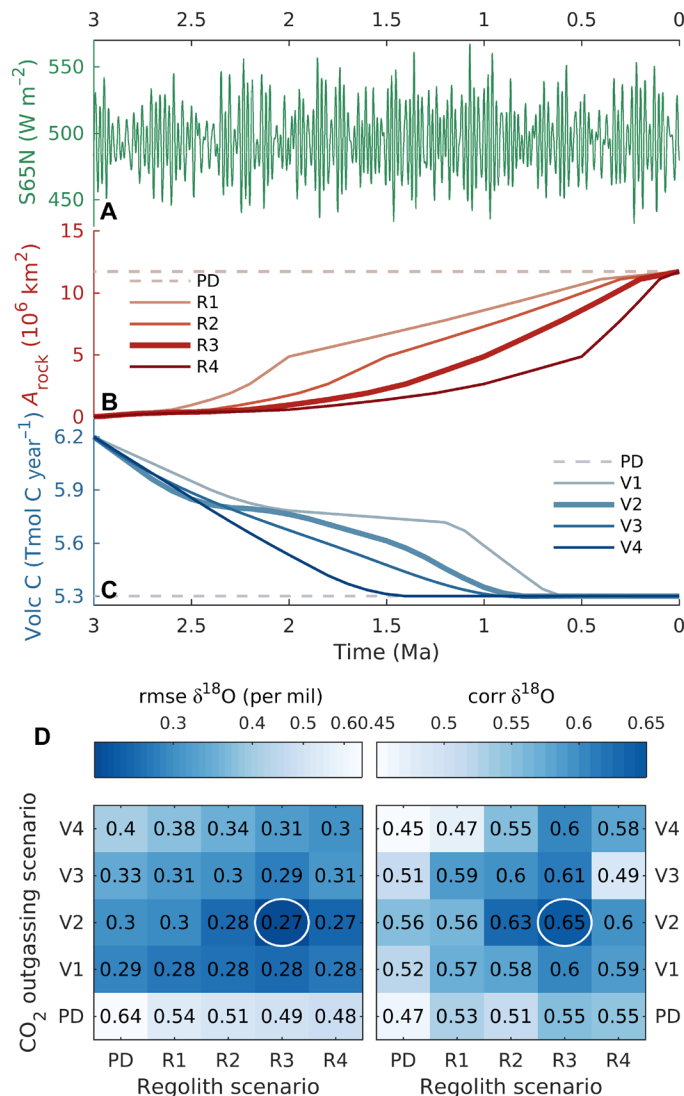 3 2.5 2 1.5 1 0.5 0
S65N (W m−2)
550
500
450
A
A_rock (10^6 km^2)
15
10
5
0
PD
R1
R2
R3
R4
B
Volc C (Tmol C year−1)
6.2
5.9
5.6
5.3
PD
V1
V2
V3
V4
C
3 2.5 2 1.5 1 0.5 0
Time (Ma)
D
rmse δ18O (per mil)
0.3 0.4 0.5 0.60
corr δ18O
0.45 0.5 0.55 0.6 0.65
CO2 outgassing scenario
V4 0.4 0.38 0.34 0.31 0.3
V3 0.33 0.31 0.3 0.29 0.31
V2 0.3 0.3 0.28 0.27 0.27
V1 0.29 0.28 0.28 0.28 0.28
PD 0.64 0.54 0.51 0.49 0.48
PD R1 R2 R3 R4
Regolith scenario
0.45 0.47 0.55 0.6 0.58 V4
0.51 0.59 0.6 0.61 0.49 V3
0.56 0.56 0.63 0.65 0.6 V2
0.52 0.57 0.58 0.6 0.59 V1
0.47 0.53 0.51 0.55 0.55 PD
PD R1 R2 R3 R4
Regolith scenario